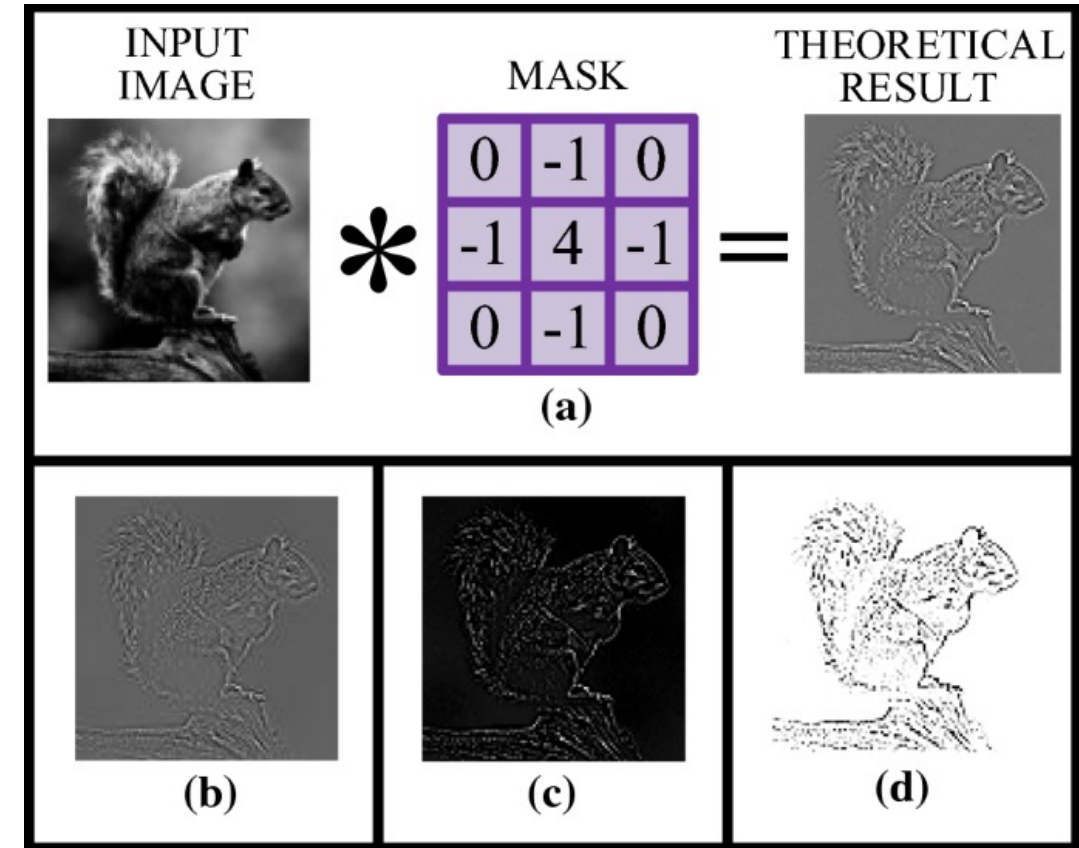 INPUT
IMAGE
MASK
THEORETICAL
RESULT
0 -1 0
* -1 4 -1 =
0 -1 0
(a)
(b)
(c)
(d)